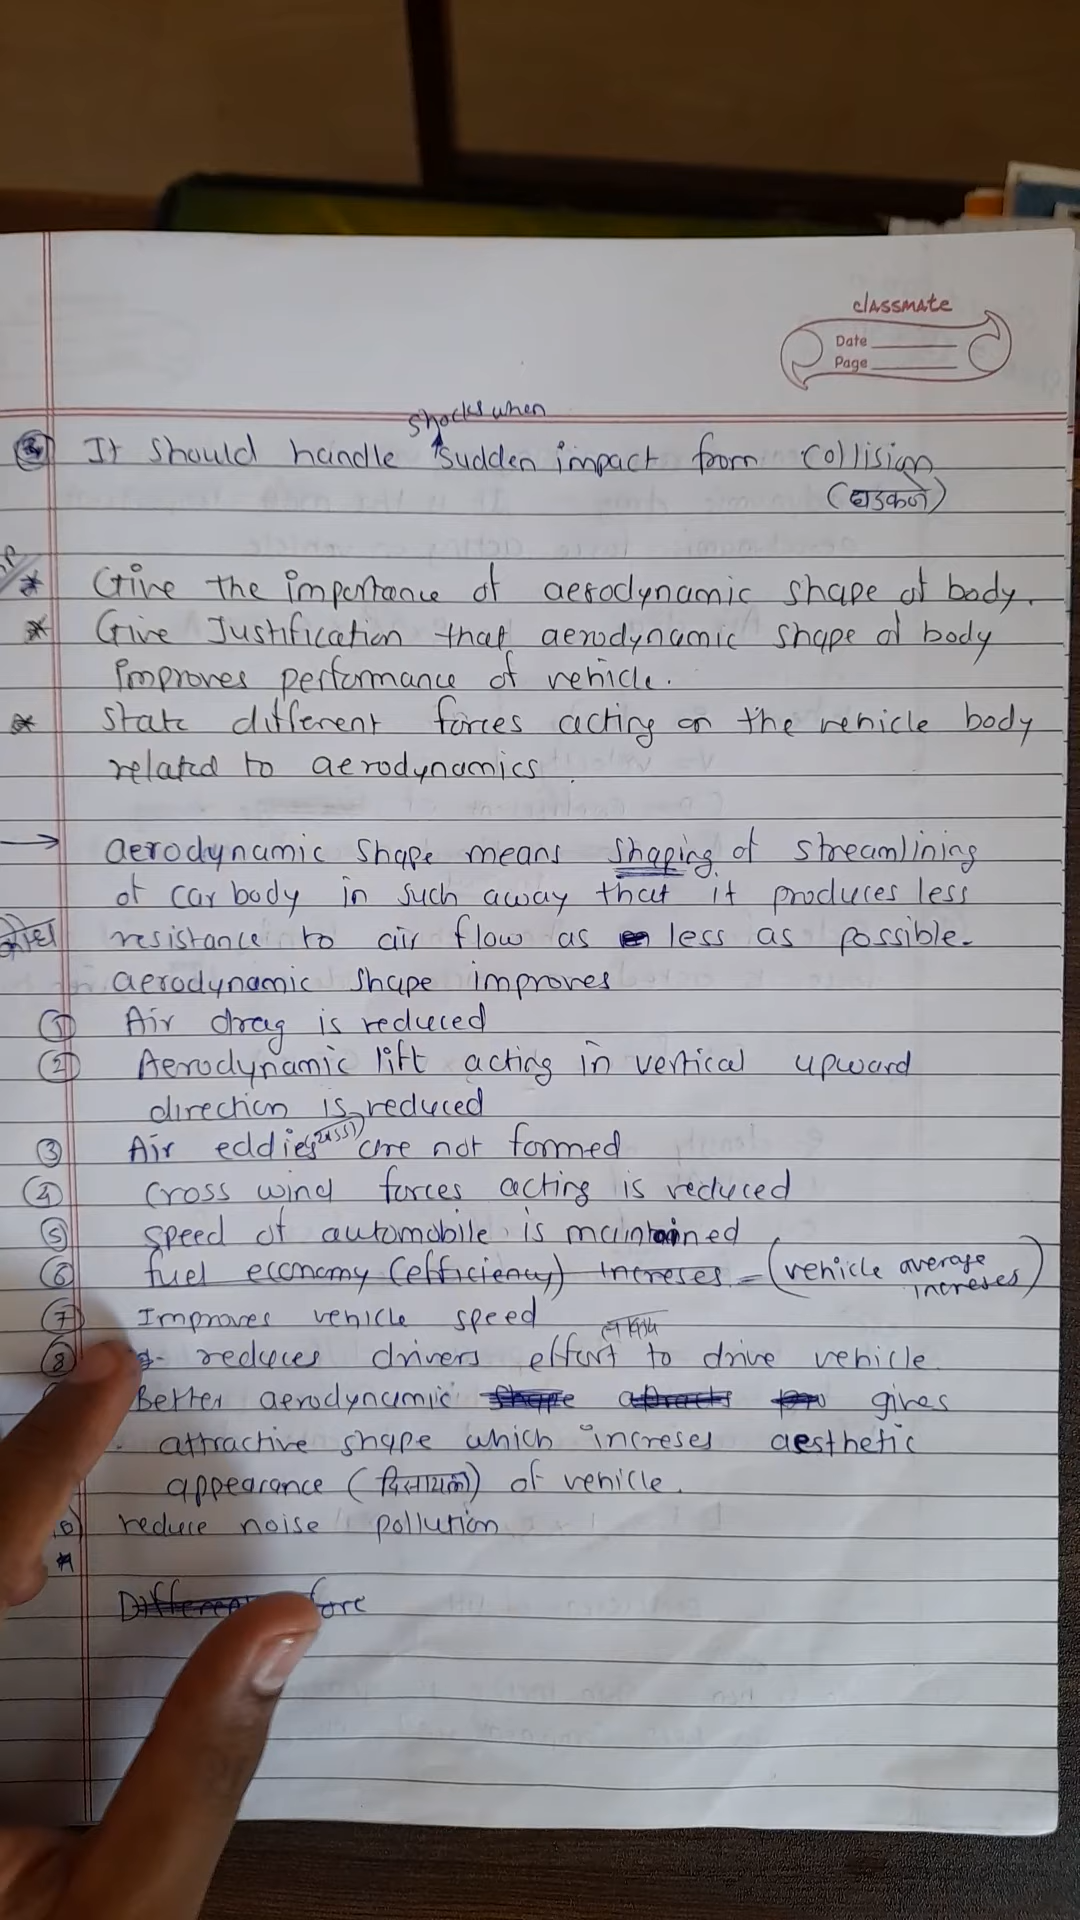 classmate
Date
Page
shocks when
It should handle sudden impact from collision
(धडकने)
* Give the importance of aerodynamic shape of body.
* Give Justification that aerodynamic shape of body
improves performance of vehicle.
* State different forces acting on the vehicle body
related to aerodynamics.
→ aerodynamic shape means shaping of streamlining
of car body in such away that it produces less
resistance to air flow as less as possible.
aerodynamic shape improves
① Air drag is reduced
② Aerodynamic lift acting in vertical upward
direction is reduced
③ Air eddies are not formed
④ cross wind forces acting is reduced
⑤ speed of automobile is maintained
⑥ fuel economy (efficiency) increses = (vehicle average
increses)
⑦ Improves vehicle speed
⑧ reduces drivers effort to drive vehicle.
Better aerodynamic gives
attractive shape which increses aesthetic
appearance of vehicle.
reduce noise pollution
*